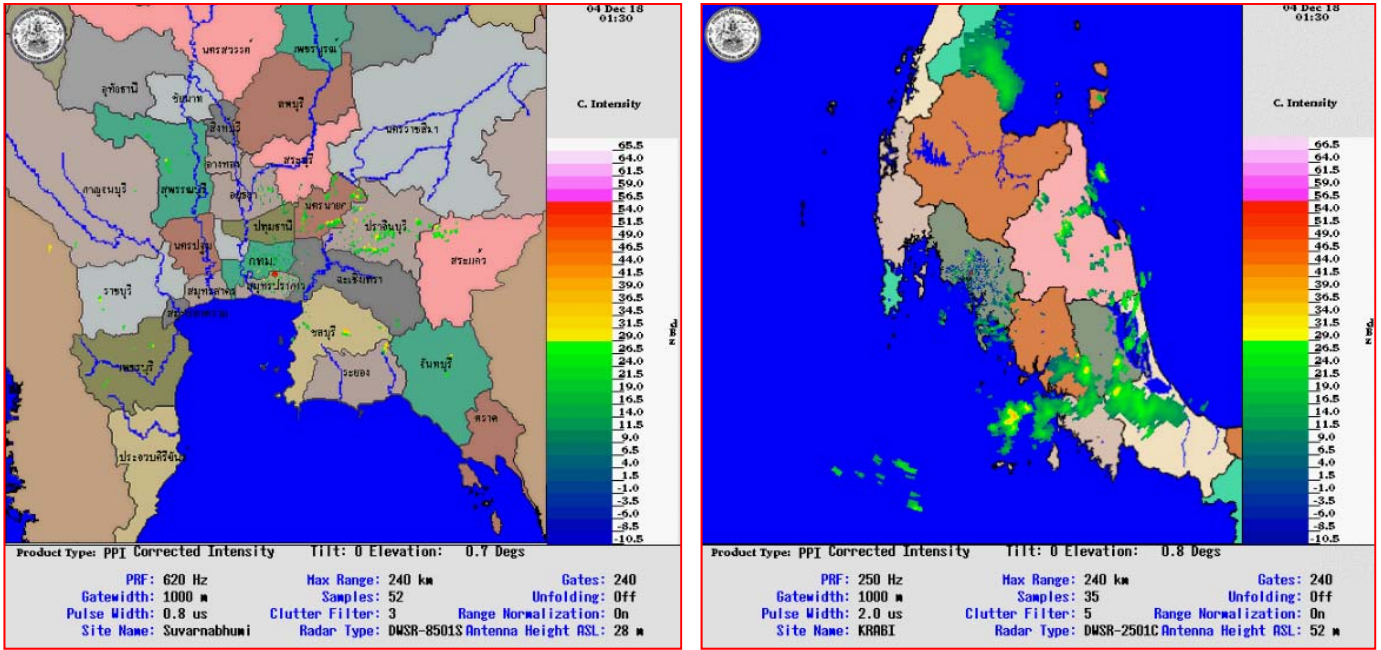 04 Dec 18
01:30
C. Intensity
65.5
64.0
61.5
59.0
56.5
54.0
51.5
49.0
46.5
44.0
41.5
39.0
36.5
34.5
31.5
29.0
26.5
24.0
21.5
19.0
16.5
14.0
11.5
9.0
6.5
4.0
1.5
-1.0
-3.5
-6.0
-8.5
-10.5
นครสวรรค์
เพชรบูรณ์
อุทัยธานี
ชัยนาท
ลพบุรี
สิงห์บุรี
นครราชสีมา
อ่างทอง
สระบุรี
กาญจนบุรี
สุพรรณบุรี
อยุธยา
นครนายก
ปทุมธานี
ปราจีนบุรี
นครปฐม
กทม.
สระแก้ว
ฉะเชิงเทรา
ราชบุรี
สมุทรสาคร
สมุทรปราการ
ชลบุรี
เพชรบุรี
ระยอง
จันทบุรี
ตราด
ประจวบคีรีขันธ์
Product Type: PPI Corrected Intensity Tilt: 0 Elevation: 0.7 Degs
PRF: 620 Hz Max Range: 240 km Gates: 240
Gatewidth: 1000 m Samples: 52 Unfolding: Off
Pulse Width: 0.8 us Clutter Filter: 3 Range Normalization: On
Site Name: Suvarnabhumi Radar Type: DWSR-8501S Antenna Height ASL: 28 m
04 Dec 18
01:30
C. Intensity
66.5
64.0
61.5
59.0
56.5
54.0
51.5
49.0
46.5
44.0
41.5
39.0
36.5
34.5
31.5
29.0
26.5
24.0
21.5
19.0
16.5
14.0
11.5
9.0
6.5
4.0
1.5
-1.0
-3.5
-6.0
-8.5
-10.5
Product Type: PPI Corrected Intensity Tilt: 0 Elevation: 0.8 Degs
PRF: 250 Hz Max Range: 240 km Gates: 240
Gatewidth: 1000 m Samples: 35 Unfolding: Off
Pulse Width: 2.0 us Clutter Filter: 5 Range Normalization: On
Site Name: KRABI Radar Type: DWSR-2501C Antenna Height ASL: 52 m